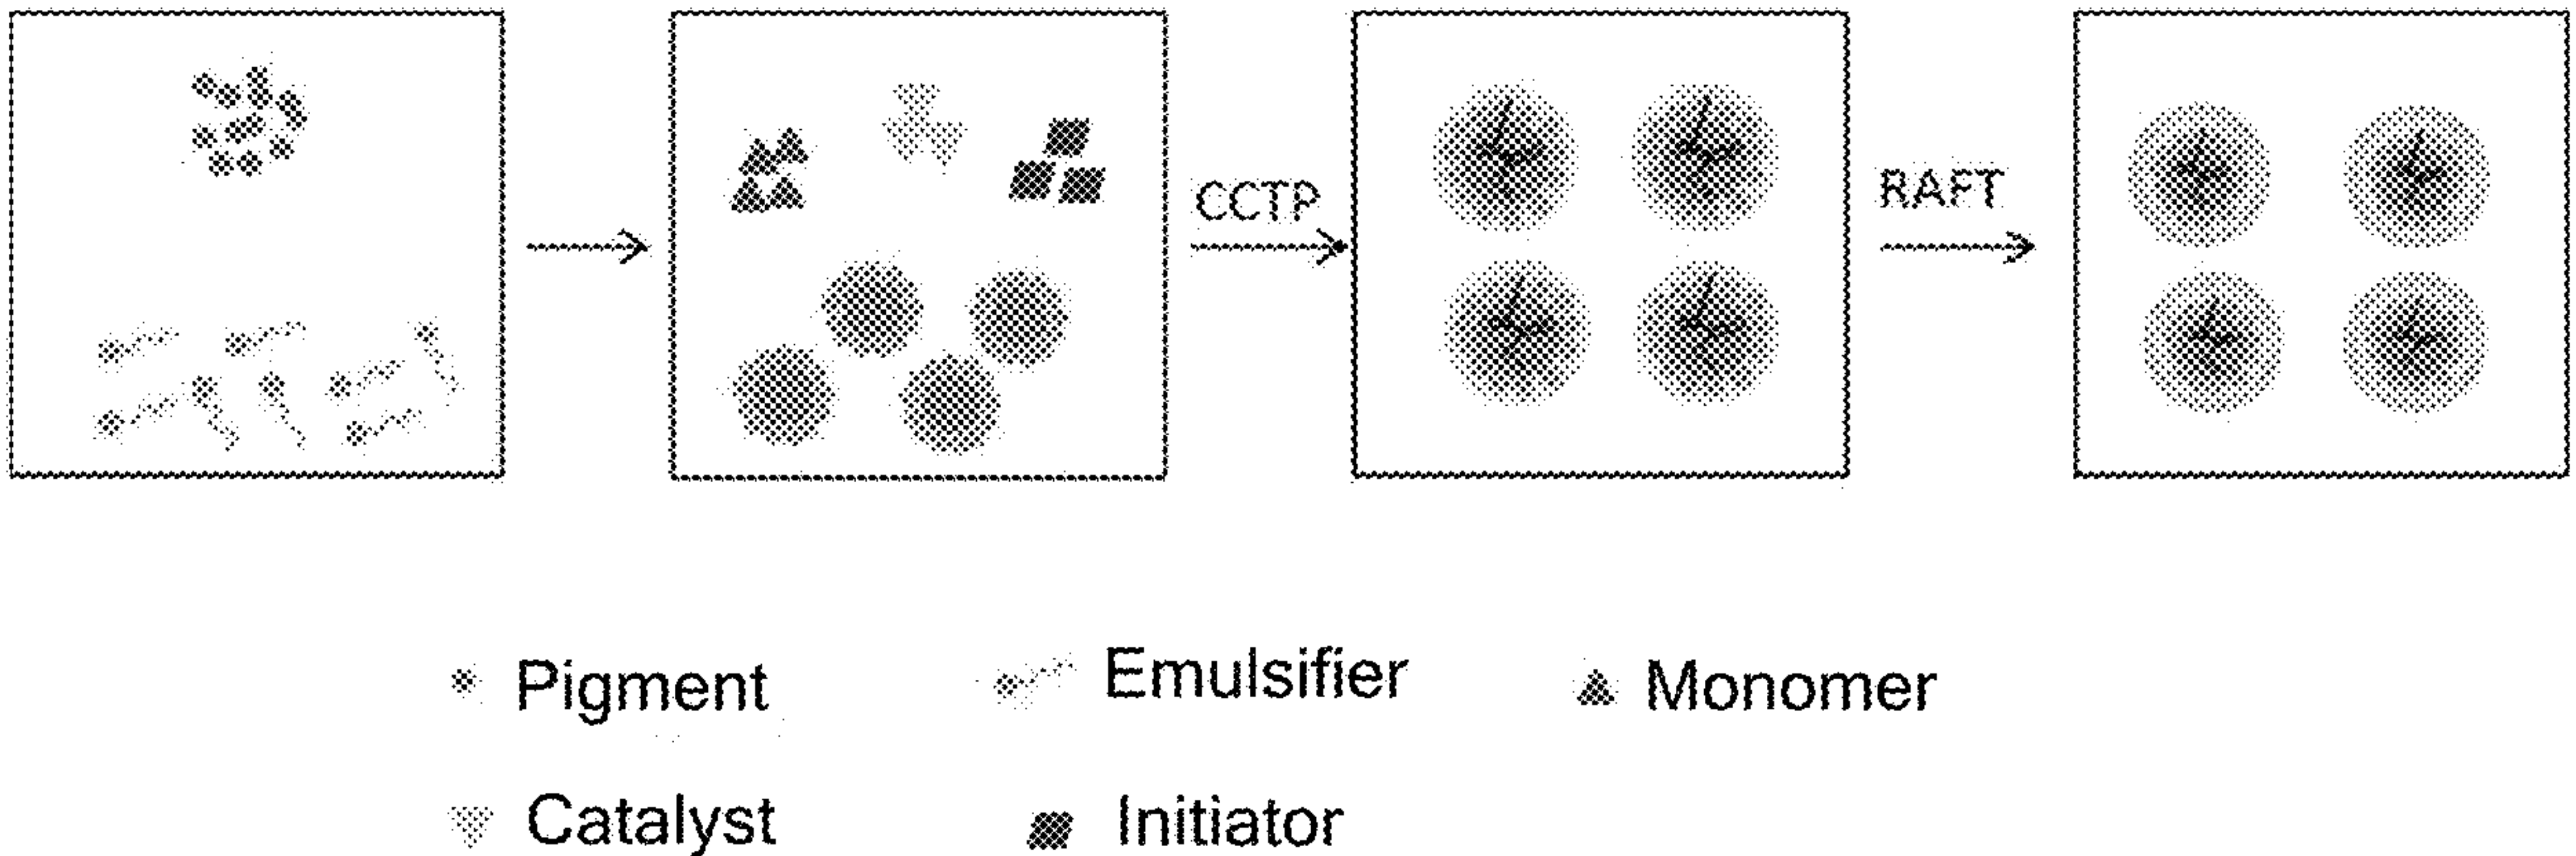 CCTP
RAFT
Pigment
Emulsifier
Monomer
Catalyst
Initiator